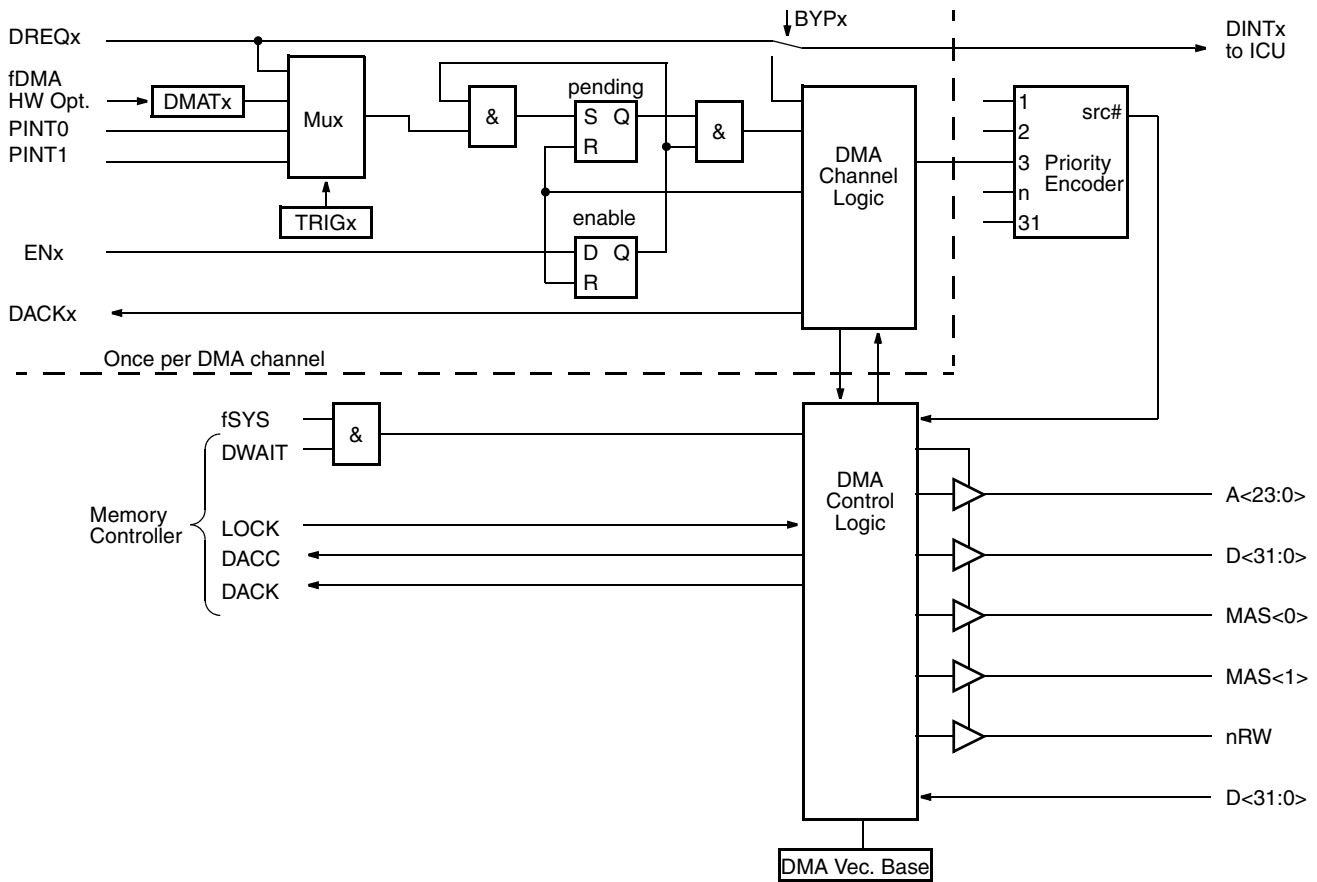 BYPx
DREQx
DINTx
to ICU
fDMA
HW Opt.
DMATx
PINT0
PINT1
Mux
TRIGx
&
pending
S Q
R
&
enable
D Q
R
ENx
DACKx
DMA
Channel
Logic
1
2
3
n
31
src#
Priority
Encoder
Once per DMA channel
fSYS
DWAIT
&
Memory
Controller
LOCK
DACC
DACK
DMA
Control
Logic
A<23:0>
D<31:0>
MAS<0>
MAS<1>
nRW
D<31:0>
DMA Vec. Base